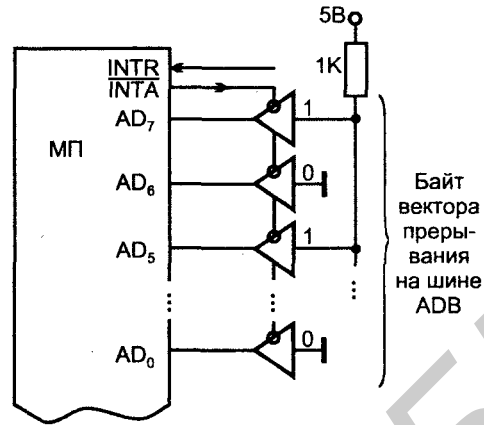 5В
1К
INTR
INTA
AD7
1
МП
AD6
0
AD5
1
AD0
0
Байт
вектора
преры-
вания
на шине
ADB